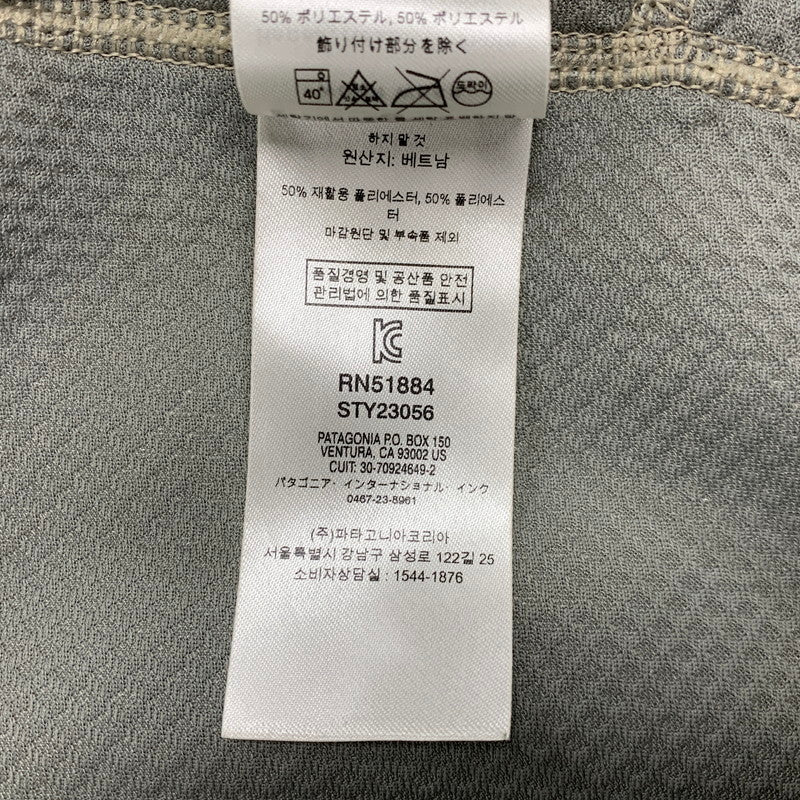 50% ポリエステル, 50% ポリエステル
飾り付け部分を除く
40°
드라이
하지 말 것
원산지: 베트남
50% 재활용 폴리에스터, 50% 폴리에스
터
마감원단 및 부속품 제외
품질경영 및 공산품 안전
관리법에 의한 품질표시
RN51884
STY23056
PATAGONIA P.O. BOX 150
VENTURA, CA 93002 US
CUIT: 30-70924649-2
パタゴニア・インターナショナル・インク
0467-23-8961
(주)파타고니아코리아
서울특별시 강남구 삼성로 122길 25
소비자상담실 : 1544-1876